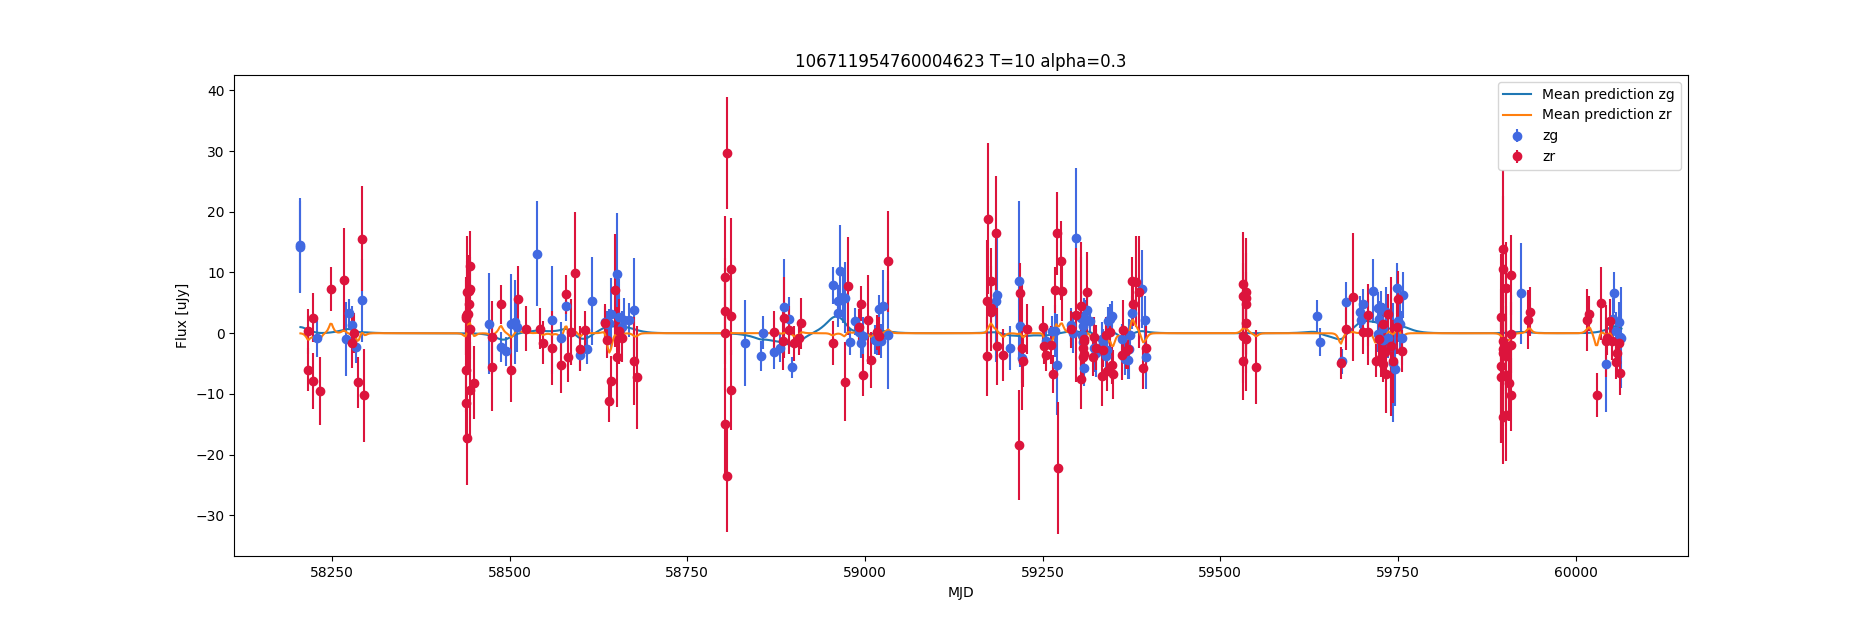 106711954760004623 T=10 alpha=0.3
Mean prediction zg
Mean prediction zr
zg
zr
Flux [uJy]
40
30
20
10
0
−10
−20
−30
58250 58500 58750 59000 59250 59500 59750 60000
MJD